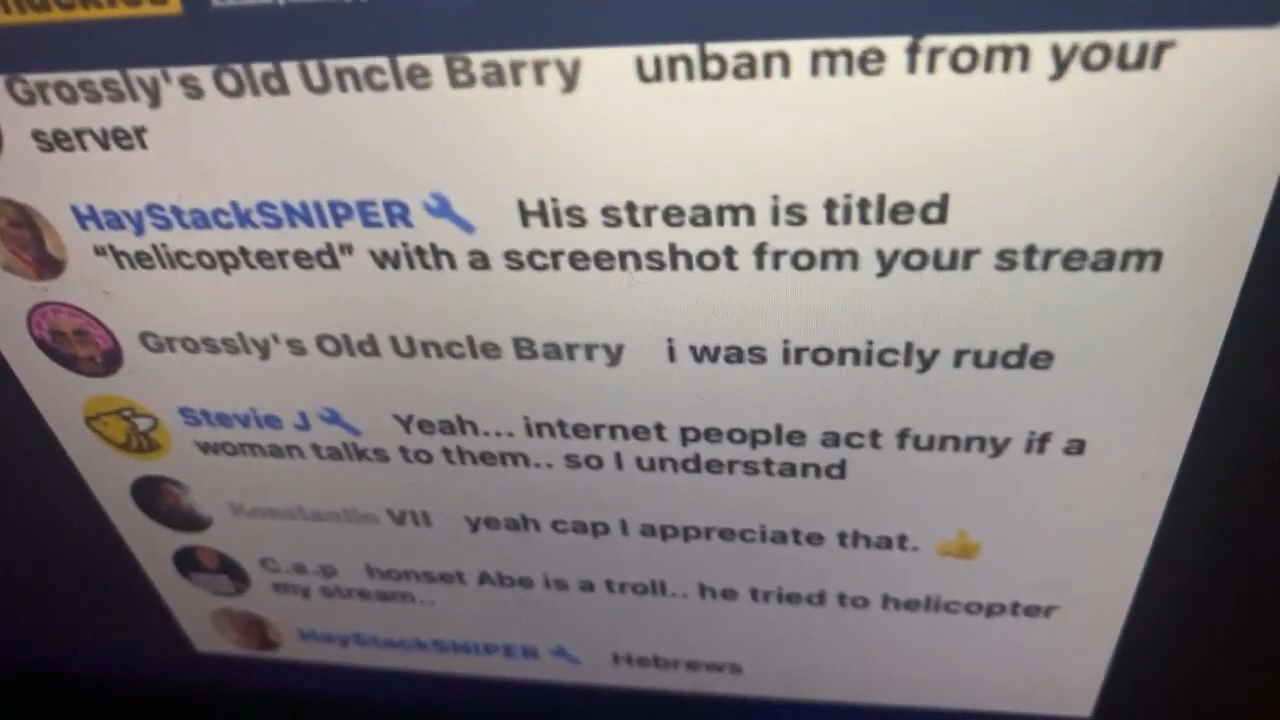 Grossly's Old Uncle Barry unban me from your
server
HayStackSNIPER His stream is titled
"helicoptered" with a screenshot from your stream
Grossly's Old Uncle Barry i was ironicly rude
Stevie J Yeah... internet people act funny if a
woman talks to them.. so I understand
Konstantin VII yeah cap I appreciate that.
C.a.p honset Abe is a troll.. he tried to helicopter
my stream..
HayStackSNIPER Hebrews